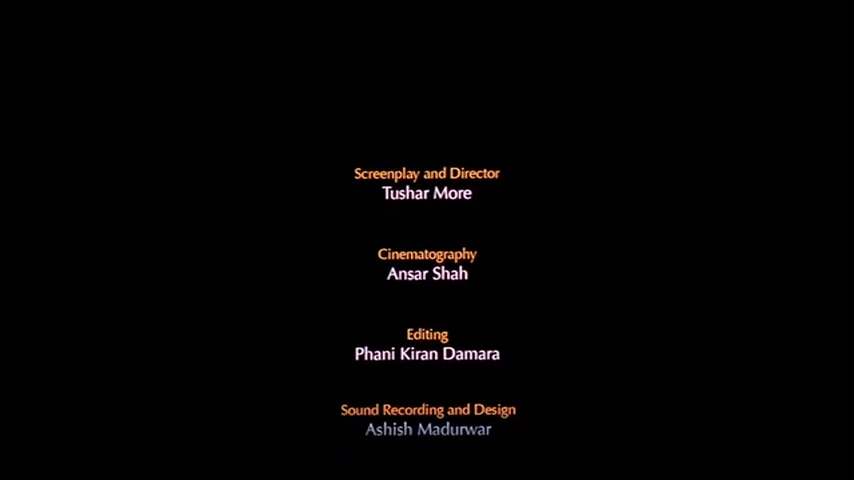 Screenplay and Director
Tushar More
Cinematography
Ansar Shah
Editing
Phani Kiran Damara
Sound Recording and Design
Ashish Madurwar